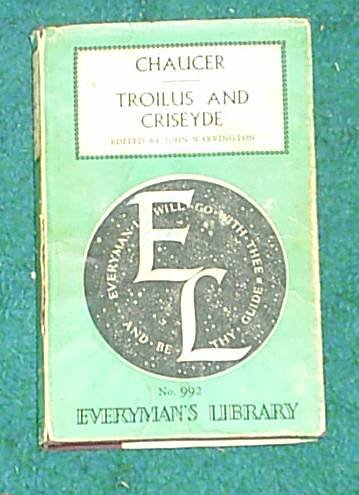 CHAUCER
TROILUS AND
CRISEYDE
EDITED BY JOHN WARRINGTON
EVERYMAN I WILL GO WITH THEE
AND BE THY GUIDE
EL
No. 992
EVERYMAN'S LIBRARY